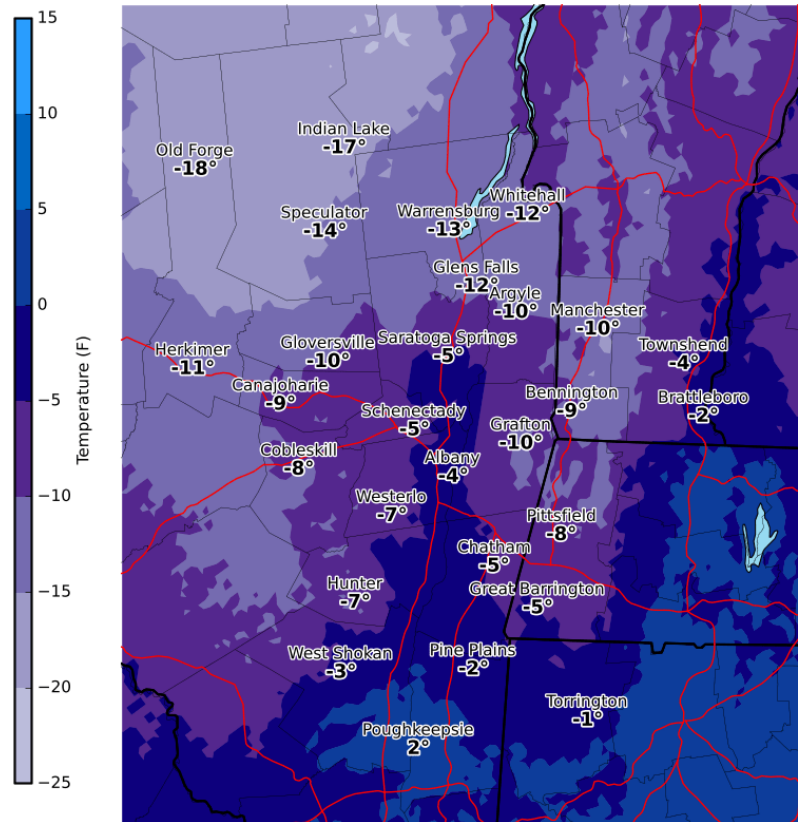 15
10
5
0
−5
−10
−15
−20
−25
Temperature (F)
Indian Lake
-17°
Old Forge
-18°
Whitehall
-12°
Speculator
-14°
Warrensburg
-13°
Glens Falls
-12°
Argyle
-10°
Manchester
-10°
Saratoga Springs
-5°
Gloversville
-10°
Herkimer
-11°
Townshend
-4°
Canajoharie
-9°
Bennington
-9°
Brattleboro
-2°
Schenectady
-5°
Grafton
-10°
Cobleskill
-8°
Albany
-4°
Westerlo
-7°
Pittsfield
-8°
Chatham
-5°
Hunter
-7°
Great Barrington
-5°
West Shokan
-3°
Pine Plains
-2°
Torrington
-1°
Poughkeepsie
2°